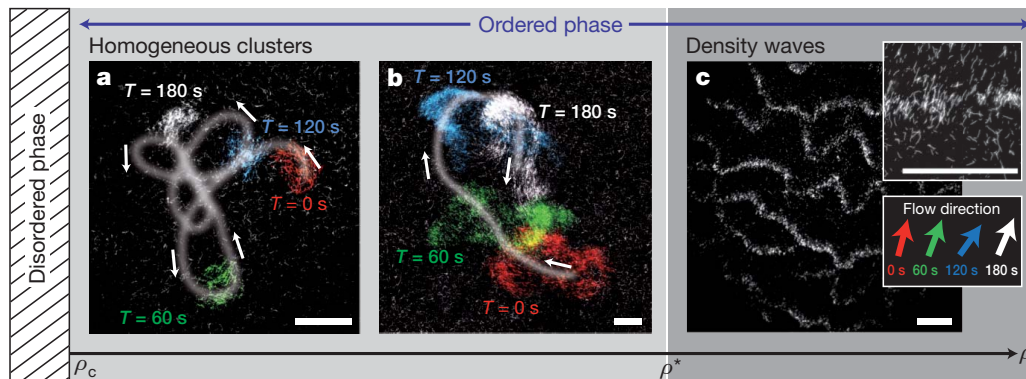 Ordered phase
Disordered phase
Homogeneous clusters
Density waves
a
T = 180 s
T = 120 s
T = 0 s
T = 60 s
b
T = 120 s
T = 180 s
T = 60 s
T = 0 s
c
Flow direction
0 s 60 s 120 s 180 s
ρc
ρ*
ρ